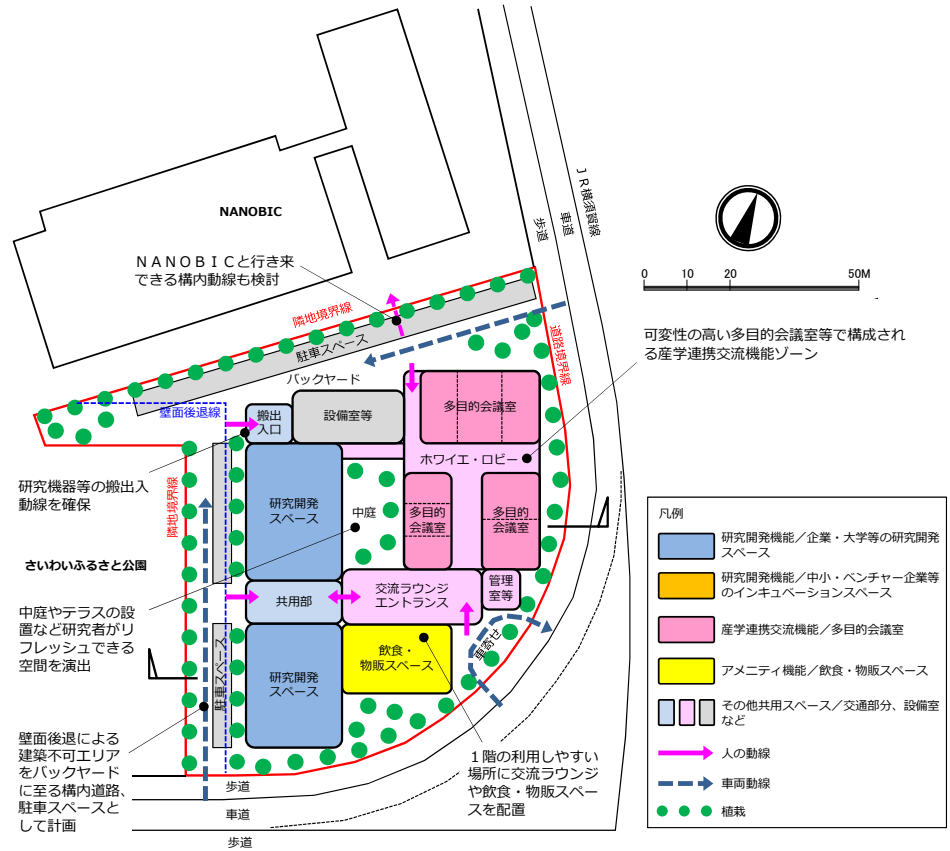 NANOBIC
ＮＡＮＯＢＩＣと行き来
できる構内動線も検討
ＪＲ横須賀線
車道
歩道
0 10 20 50M
隣地境界線
駐車スペース
道路境界線
可変性の高い多目的会議室等で構成され
る産学連携交流機能ゾーン
バックヤード
壁面後退線
搬出
入口
設備室等
多目的会議室
ホワイエ・ロビー
研究機器等の搬出入
動線を確保
隣地境界線
研究開発
スペース
中庭
多目的
会議室
多目的
会議室
さいわいふるさと公園
共用部
交流ラウンジ
エントランス
管理
室等
中庭やテラスの設
置など研究者がリ
フレッシュできる
空間を演出
駐車スペース
研究開発
スペース
飲食・
物販スペース
車寄せ
壁面後退による
建築不可エリア
をバックヤード
に至る構内道路、
駐車スペースと
して計画
１階の利用しやすい
場所に交流ラウンジ
や飲食・物販スペー
スを配置
歩道
車道
歩道
凡例
研究開発機能／企業・大学等の研究開発
スペース
研究開発機能／中小・ベンチャー企業等
のインキュベーションスペース
産学連携交流機能／多目的会議室
アメニティ機能／飲食・物販スペース
その他共用スペース／交通部分、設備室
など
人の動線
車両動線
植栽